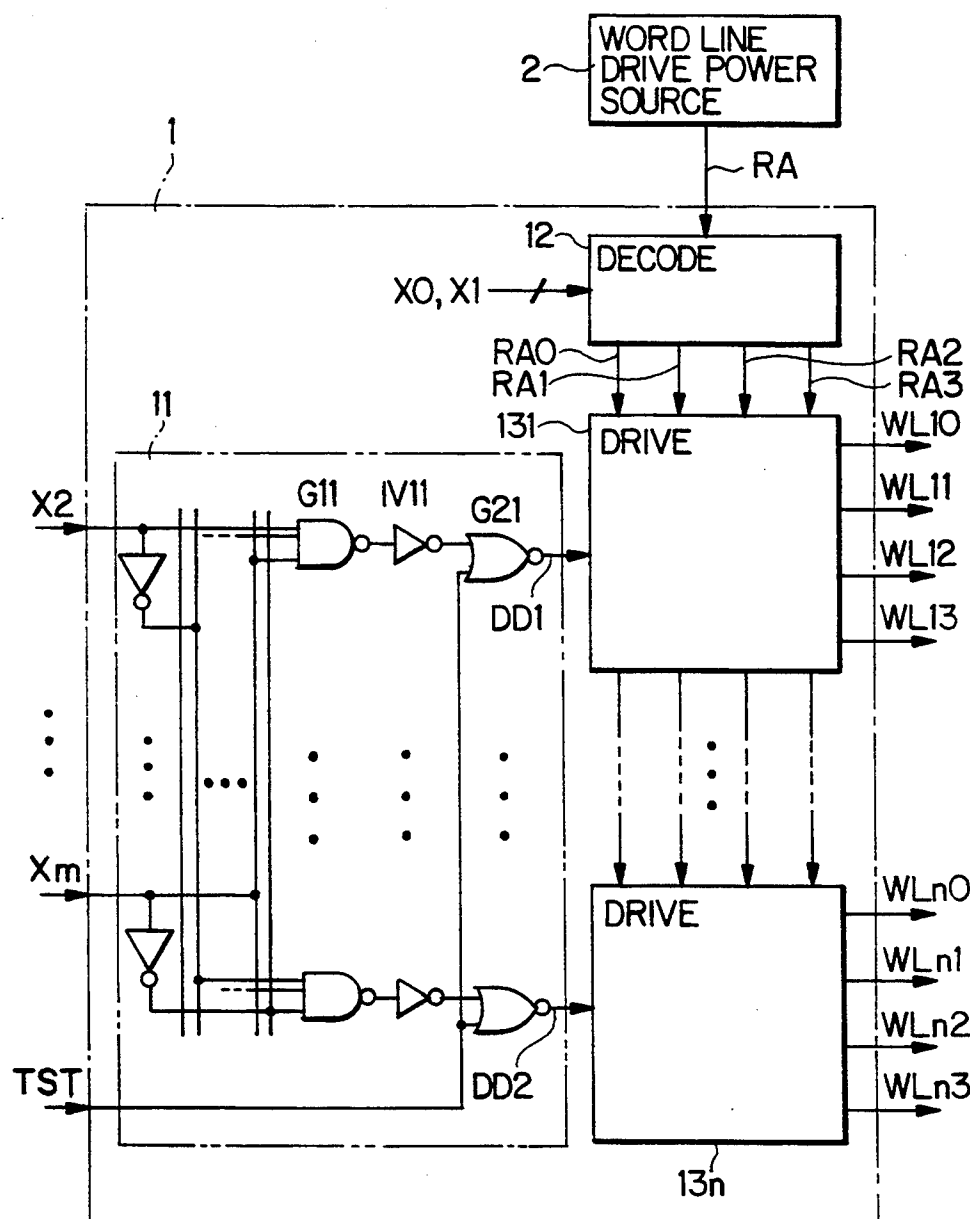 WORD LINE
DRIVE POWER
SOURCE
2
1
RA
12
DECODE
X0, X1
RA0
RA1
RA2
RA3
11
131
DRIVE
WL10
WL11
WL12
WL13
X2
G11
IV11
G21
DD1
Xm
DRIVE
WLn0
WLn1
WLn2
WLn3
TST
DD2
13n